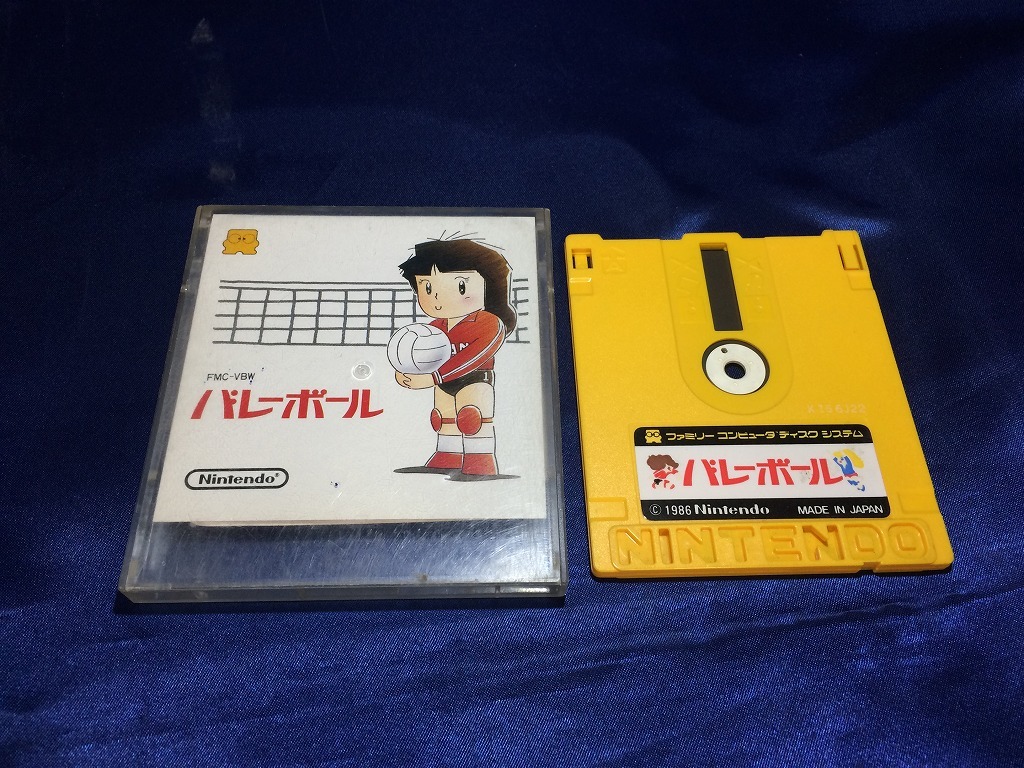 FMC-VBW
バレーボール
Nintendo®
AN
1
ファミリー コンピュータ ディスク システム
バレーボール
© 1986 Nintendo MADE IN JAPAN
NINTENDO